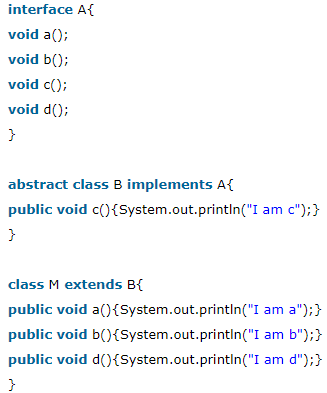 interface A{
void a();
void b();
void c();
void d();
}
abstract class B implements A{
public void c(){System.out.println("I am c");}
}
class M extends B{
public void a(){System.out.println("I am a");}
public void b(){System.out.println("I am b");}
public void d(){System.out.println("I am d");}
}